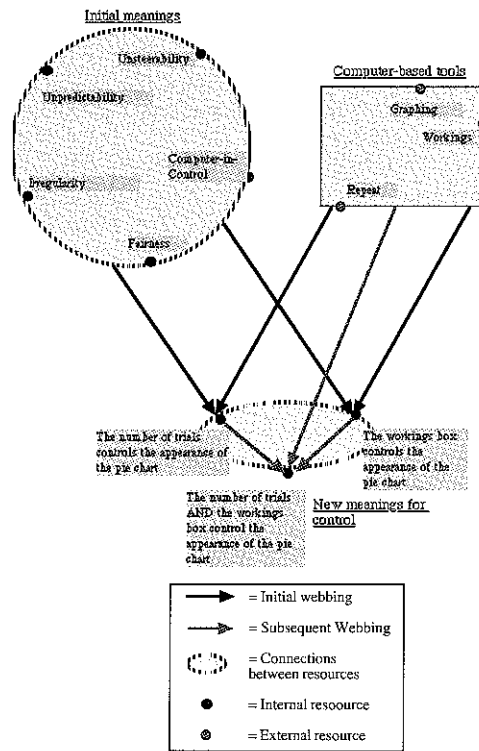 Initial meanings
Unsteerability
Unpredictability
Computer-in-
Control
Irregularity
Fairness
Computer-based tools
Graphing
Workings
Repeat
The number of trials
controls the appearance of
the pie chart
The workings box
controls the
appearance of the
pie chart
The number of trials
AND the workings
box control the
appearance of the pie
chart
New meanings for
control
= Initial webbing
= Subsequent Webbing
= Connections
between resources
= Internal resoource
= External resource